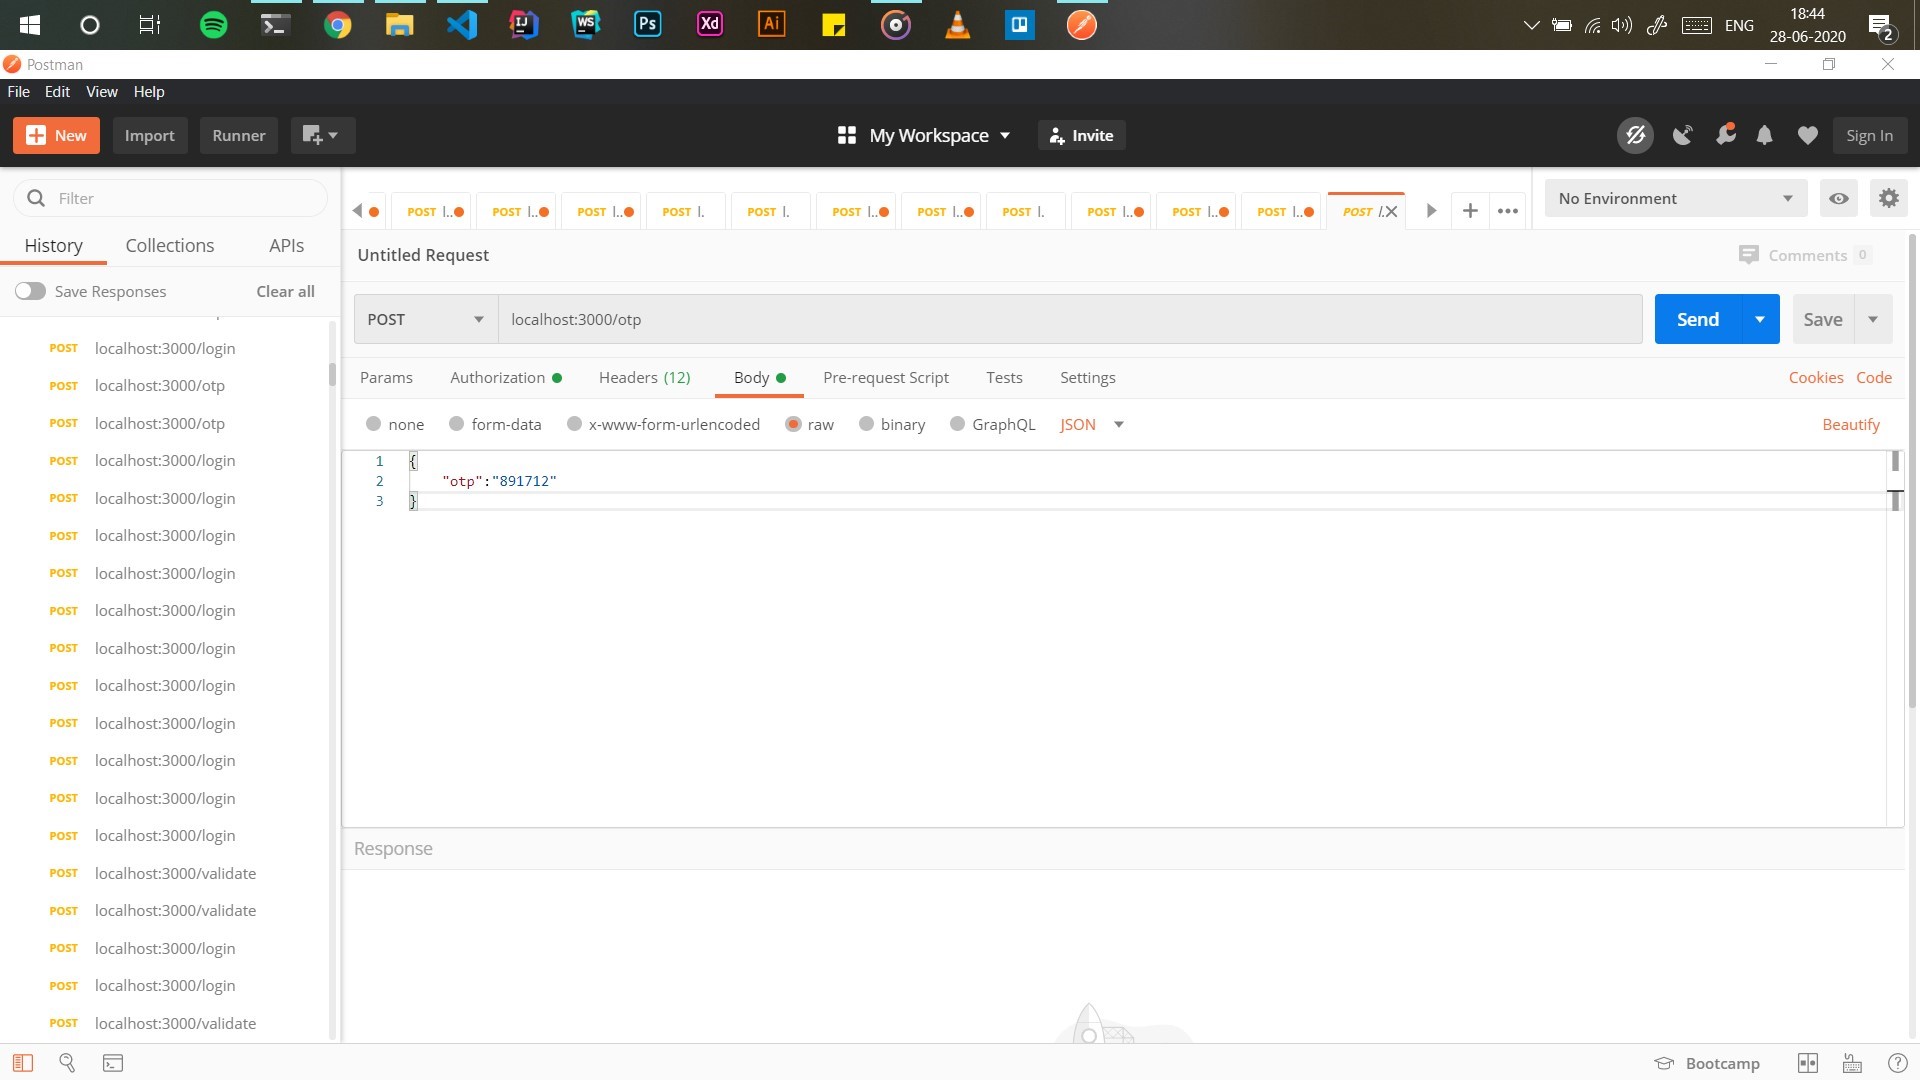 Ps Xd Ai
ENG
18:44
28-06-2020
2
Postman
File Edit View Help
New Import Runner
My Workspace
Invite
Sign In
Filter
POST l.. POST l.. POST l.. POST l. POST l. POST l.. POST l.. POST l. POST l.. POST l.. POST l.. POST l.
No Environment
History Collections APIs
Save Responses Clear all
Untitled Request
Comments 0
POST localhost:3000/otp
Send Save
Params Authorization Headers (12) Body Pre-request Script Tests Settings
Cookies Code
none form-data x-www-form-urlencoded raw binary GraphQL JSON
Beautify
1 {
2 "otp":"891712"
3 }
POST localhost:3000/login
POST localhost:3000/otp
POST localhost:3000/otp
POST localhost:3000/login
POST localhost:3000/login
POST localhost:3000/login
POST localhost:3000/login
POST localhost:3000/login
POST localhost:3000/login
POST localhost:3000/login
POST localhost:3000/login
POST localhost:3000/login
POST localhost:3000/login
POST localhost:3000/login
POST localhost:3000/validate
POST localhost:3000/validate
POST localhost:3000/login
POST localhost:3000/login
POST localhost:3000/validate
Response
Bootcamp